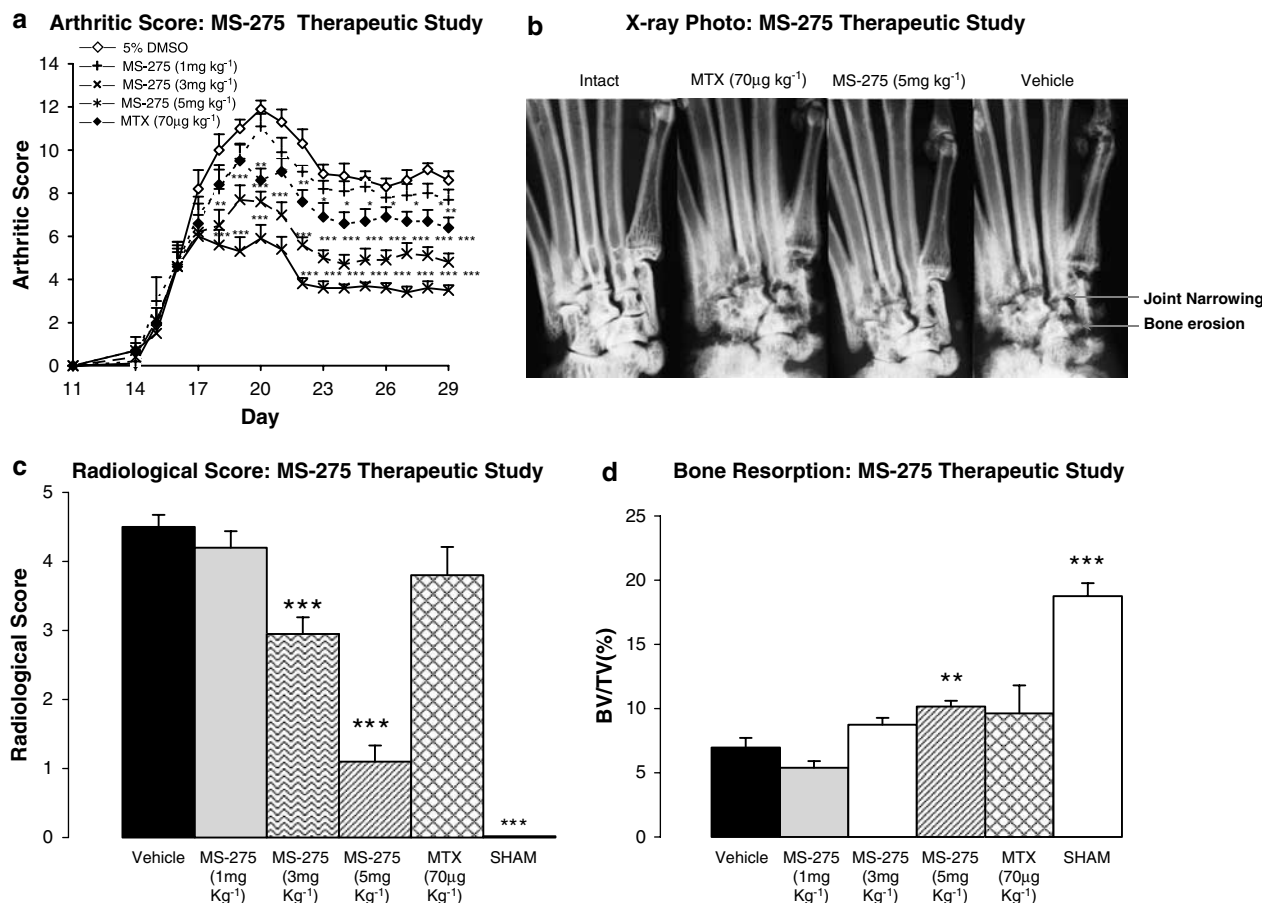 a Arthritic Score: MS-275 Therapeutic Study
5% DMSO
MS-275 (1mg kg⁻¹)
MS-275 (3mg kg⁻¹)
MS-275 (5mg kg⁻¹)
MTX (70µg kg⁻¹)
Arthritic Score
14
12
10
8
6
4
2
0
11 14 17 20 23 26 29
Day
b X-ray Photo: MS-275 Therapeutic Study
Intact MTX (70µg kg⁻¹) MS-275 (5mg kg⁻¹) Vehicle
Joint Narrowing
Bone erosion
c Radiological Score: MS-275 Therapeutic Study
Radiological Score
5
4
3
2
1
0
***
***
***
Vehicle MS-275 MS-275 MS-275 MTX SHAM
(1mg (3mg (5mg (70µg
Kg⁻¹) Kg⁻¹) Kg⁻¹) Kg⁻¹)
d Bone Resorption: MS-275 Therapeutic Study
BV/TV(%)
25
20
15
10
5
0
***
**
Vehicle MS-275 MS-275 MS-275 MTX SHAM
(1mg (3mg (5mg (70µg
Kg⁻¹) Kg⁻¹) Kg⁻¹) Kg⁻¹)